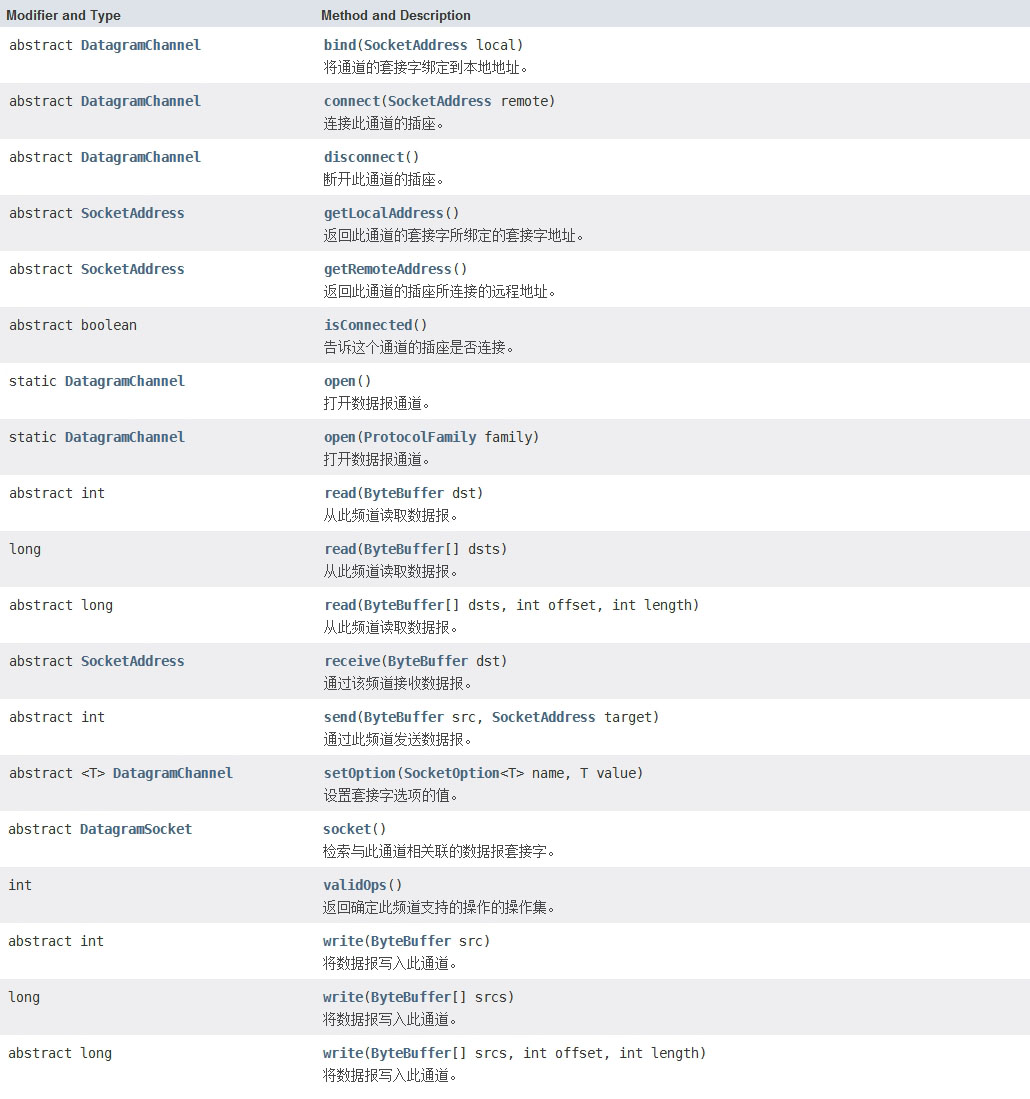 Modifier and Type Method and Description
abstract DatagramChannel bind(SocketAddress local)
将通道的套接字绑定到本地地址。
abstract DatagramChannel connect(SocketAddress remote)
连接此通道的插座。
abstract DatagramChannel disconnect()
断开此通道的插座。
abstract SocketAddress getLocalAddress()
返回此通道的套接字所绑定的套接字地址。
abstract SocketAddress getRemoteAddress()
返回此通道的插座所连接的远程地址。
abstract boolean isConnected()
告诉这个通道的插座是否连接。
static DatagramChannel open()
打开数据报通道。
static DatagramChannel open(ProtocolFamily family)
打开数据报通道。
abstract int read(ByteBuffer dst)
从此频道读取数据报。
long read(ByteBuffer[] dsts)
从此频道读取数据报。
abstract long read(ByteBuffer[] dsts, int offset, int length)
从此频道读取数据报。
abstract SocketAddress receive(ByteBuffer dst)
通过该频道接收数据报。
abstract int send(ByteBuffer src, SocketAddress target)
通过此频道发送数据报。
abstract <T> DatagramChannel setOption(SocketOption<T> name, T value)
设置套接字选项的值。
abstract DatagramSocket socket()
检索与此通道相关联的数据报套接字。
int validOps()
返回确定此频道支持的操作的操作集。
abstract int write(ByteBuffer src)
将数据报写入此通道。
long write(ByteBuffer[] srcs)
将数据报写入此通道。
abstract long write(ByteBuffer[] srcs, int offset, int length)
将数据报写入此通道。